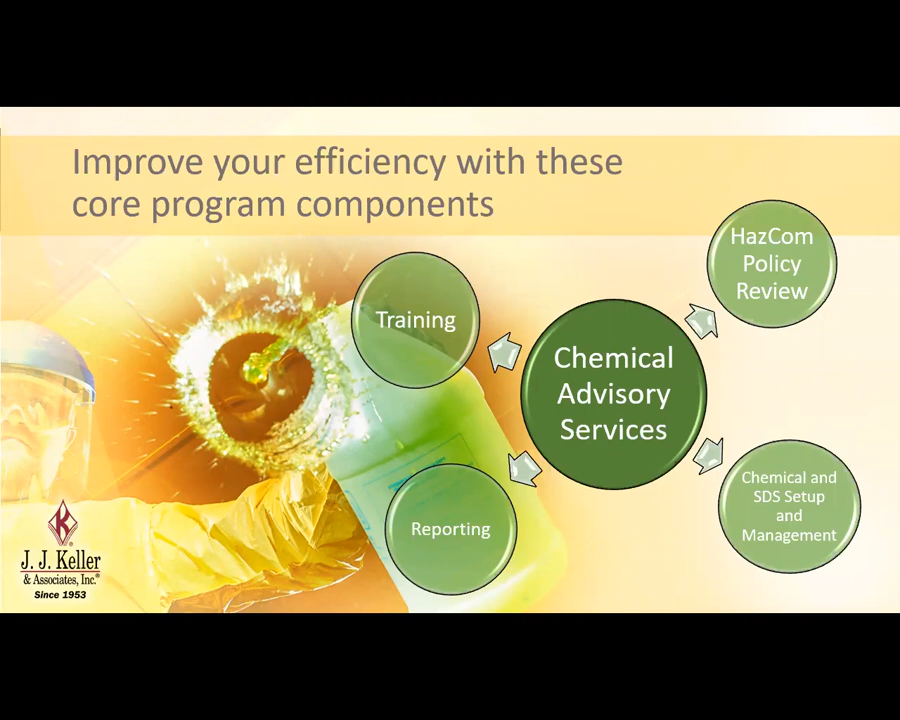 Improve your efficiency with these
core program components
HazCom
Policy
Review
Training
Chemical
Advisory
Services
Chemical and
SDS Setup
and
Management
Reporting
J. J. Keller
& Associates, Inc.®
Since 1953